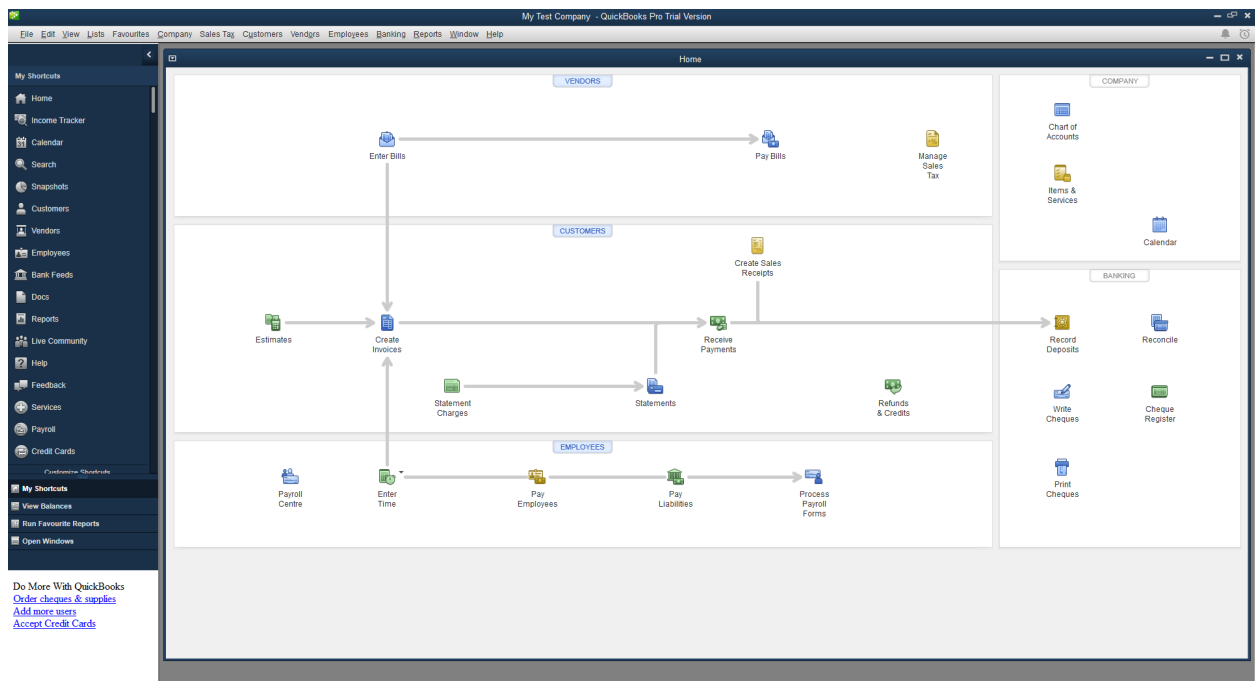 My Test Company - QuickBooks Pro Trial Version
File Edit View Lists Favourites Company Sales Tax Customers Vendors Employees Banking Reports Window Help
My Shortcuts
Home
Income Tracker
Calendar
Search
Snapshots
Customers
Vendors
Employees
Bank Feeds
Docs
Reports
Live Community
Help
Feedback
Services
Payroll
Credit Cards
Customize Shortcuts
My Shortcuts
View Balances
Run Favourite Reports
Open Windows
Do More With QuickBooks
Order cheques & supplies
Add more users
Accept Credit Cards
Home
VENDORS
Enter Bills
Pay Bills
Manage
Sales
Tax
CUSTOMERS
Create Sales
Receipts
Estimates
Create
Invoices
Receive
Payments
Statement
Charges
Statements
Refunds
& Credits
EMPLOYEES
Payroll
Centre
Enter
Time
Pay
Employees
Pay
Liabilities
Process
Payroll
Forms
COMPANY
Chart of
Accounts
Items &
Services
Calendar
BANKING
Record
Deposits
Reconcile
Write
Cheques
Cheque
Register
Print
Cheques